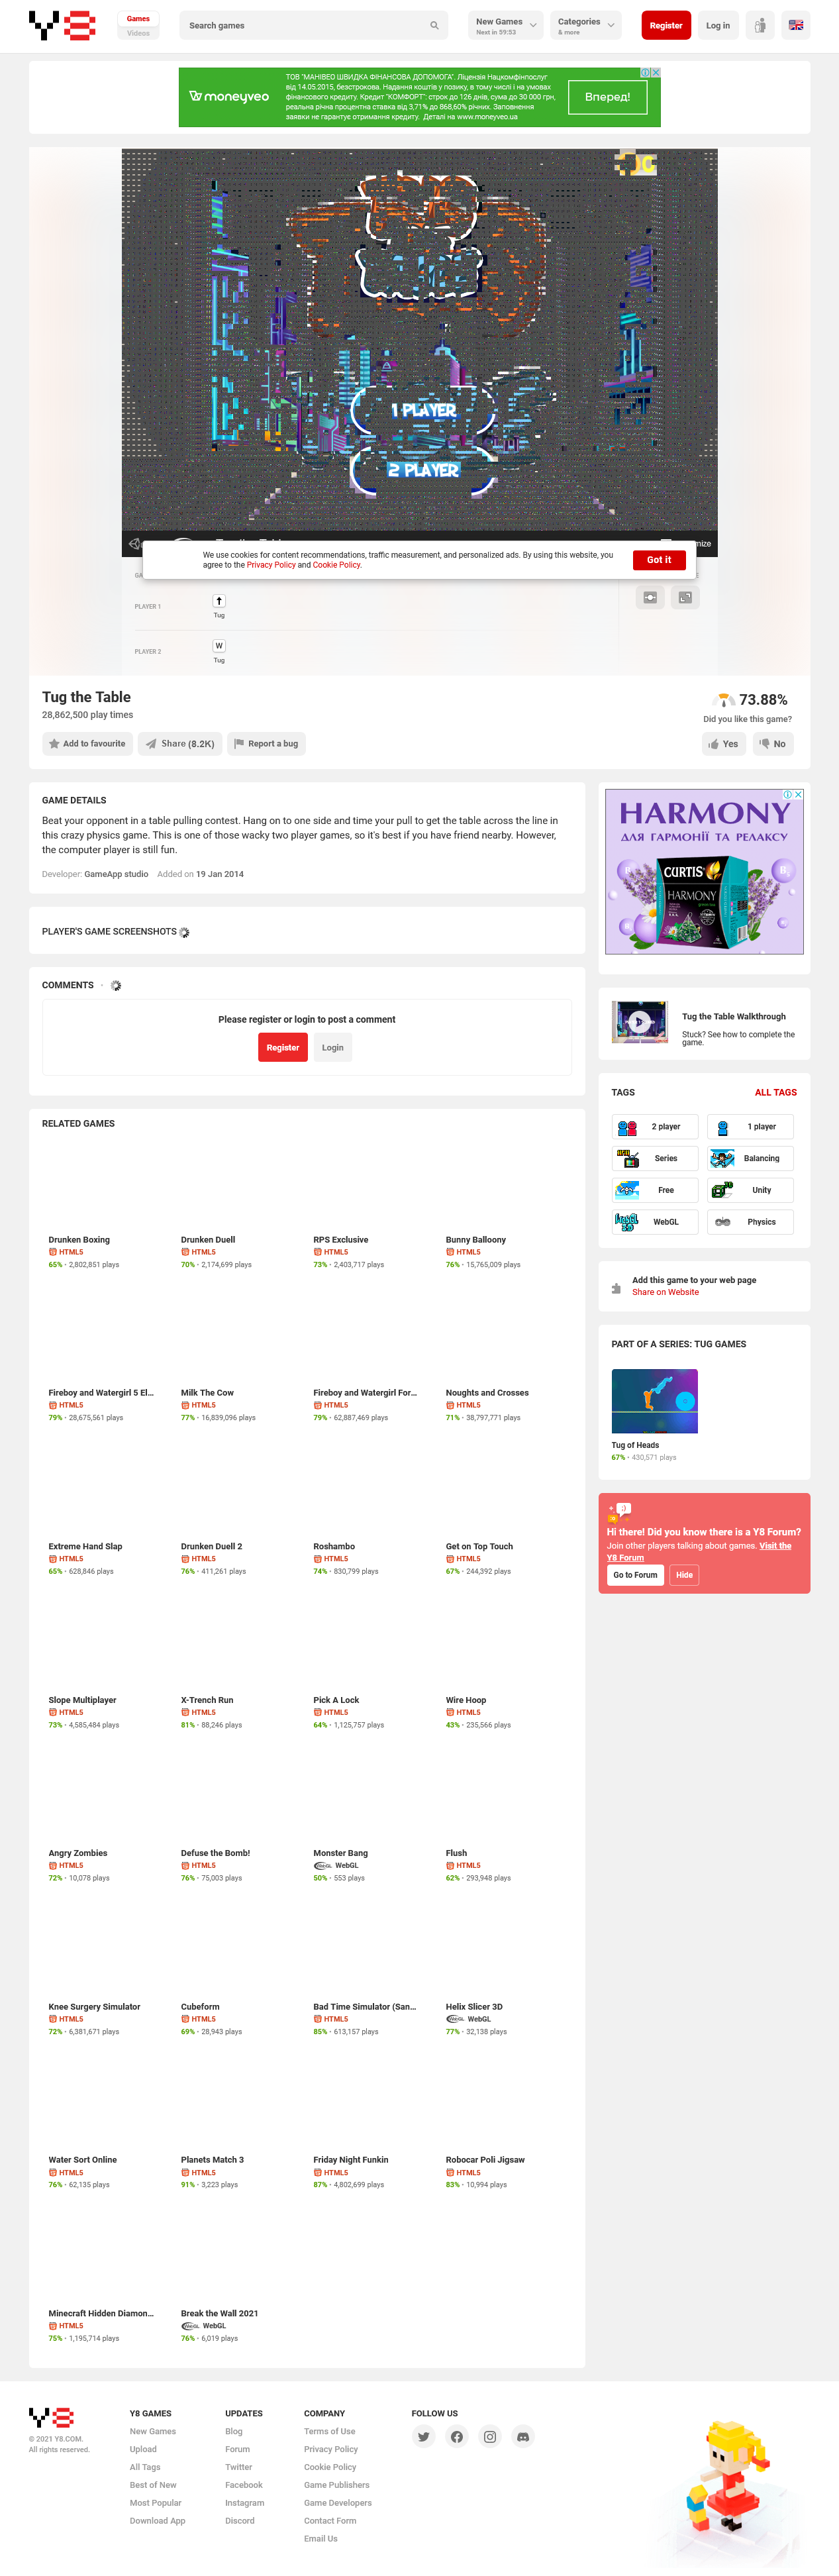 Games
Videos
Search games
New Games
Next in 59:53
Categories
& more
Register
Log in
moneyveo
ТОВ "МАНІВЕО ШВИДКА ФІНАНСОВА ДОПОМОГА". Ліцензія Нацкомфінпослуг
від 14.05.2015, безстрокова. Надання коштів у позику, в тому числі і на умовах
фінансового кредиту. Кредит "КОМФОРТ": строк до 126 днів, сума до 30 000 грн,
реальна річна процентна ставка від 3,71% до 868,60% річних. Заповнення
заявки не гарантує отримання кредиту. Деталі на www.moneyveo.ua
Вперед!
1 PLAYER
2 PLAYER
We use cookies for content recommendations, traffic measurement, and personalized ads. By using this website, you
agree to the Privacy Policy and Cookie Policy.
Got it
PLAYER 1
Tug
PLAYER 2
W
Tug
Tug the Table
28,862,500 play times
73.88%
Did you like this game?
Add to favourite
Share (8.2K)
Report a bug
Yes
No
GAME DETAILS
Beat your opponent in a table pulling contest. Hang on to one side and time your pull to get the table across the line in
this crazy physics game. This is one of those wacky two player games, so it's best if you have friend nearby. However,
the computer player is still fun.
Developer: GameApp studio Added on 19 Jan 2014
PLAYER'S GAME SCREENSHOTS
COMMENTS
Please register or login to post a comment
Register
Login
HARMONY
ДЛЯ ГАРМОНІЇ ТА РЕЛАКСУ
CURTIS
HARMONY
Tug the Table Walkthrough
Stuck? See how to complete the
game.
TAGS
ALL TAGS
2 player
1 player
Series
Balancing
Free
Unity
WebGL
Physics
Add this game to your web page
Share on Website
PART OF A SERIES: TUG GAMES
Tug of Heads
67% • 430,571 plays
Hi there! Did you know there is a Y8 Forum?
Join other players talking about games. Visit the
Y8 Forum
Go to Forum
Hide
RELATED GAMES
Drunken Boxing
HTML5
65% • 2,802,851 plays
Drunken Duell
HTML5
70% • 2,174,699 plays
RPS Exclusive
HTML5
73% • 2,403,717 plays
Bunny Balloony
HTML5
76% • 15,765,009 plays
Fireboy and Watergirl 5 El...
HTML5
79% • 28,675,561 plays
Milk The Cow
HTML5
77% • 16,839,096 plays
Fireboy and Watergirl For...
HTML5
79% • 62,887,469 plays
Noughts and Crosses
HTML5
71% • 38,797,771 plays
Extreme Hand Slap
HTML5
65% • 628,846 plays
Drunken Duell 2
HTML5
76% • 411,261 plays
Roshambo
HTML5
74% • 830,799 plays
Get on Top Touch
HTML5
67% • 244,392 plays
Slope Multiplayer
HTML5
73% • 4,585,484 plays
X-Trench Run
HTML5
81% • 88,246 plays
Pick A Lock
HTML5
64% • 1,125,757 plays
Wire Hoop
HTML5
43% • 235,566 plays
Angry Zombies
HTML5
72% • 10,078 plays
Defuse the Bomb!
HTML5
76% • 75,003 plays
Monster Bang
WebGL
50% • 553 plays
Flush
HTML5
62% • 293,948 plays
Knee Surgery Simulator
HTML5
72% • 6,381,671 plays
Cubeform
HTML5
69% • 28,943 plays
Bad Time Simulator (San...
HTML5
85% • 613,157 plays
Helix Slicer 3D
WebGL
77% • 32,138 plays
Water Sort Online
HTML5
76% • 62,135 plays
Planets Match 3
HTML5
91% • 3,223 plays
Friday Night Funkin
HTML5
87% • 4,802,699 plays
Robocar Poli Jigsaw
HTML5
83% • 10,994 plays
Minecraft Hidden Diamon...
HTML5
75% • 1,195,714 plays
Break the Wall 2021
WebGL
76% • 6,019 plays
Y8
© 2021 Y8.COM.
All rights reserved.
Y8 GAMES
New Games
Upload
All Tags
Best of New
Most Popular
Download App
UPDATES
Blog
Forum
Twitter
Facebook
Instagram
Discord
COMPANY
Terms of Use
Privacy Policy
Cookie Policy
Game Publishers
Game Developers
Contact Form
Email Us
FOLLOW US